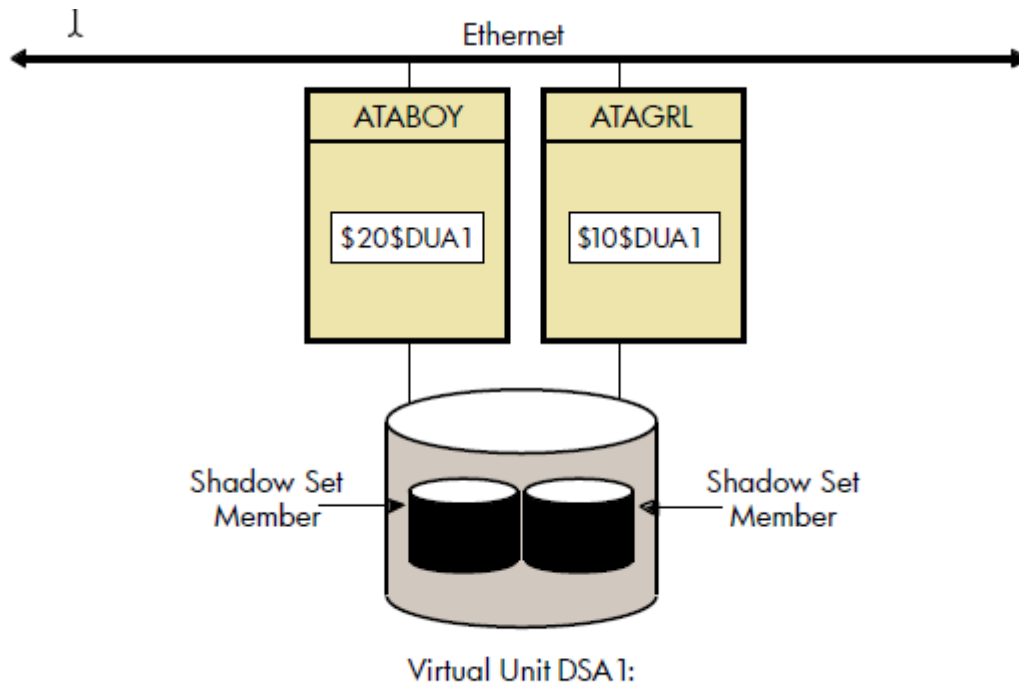 Ethernet
ATABOY
ATAGRL
$20$DUA1
$10$DUA1
Shadow Set
Member
Shadow Set
Member
Virtual Unit DSA1: